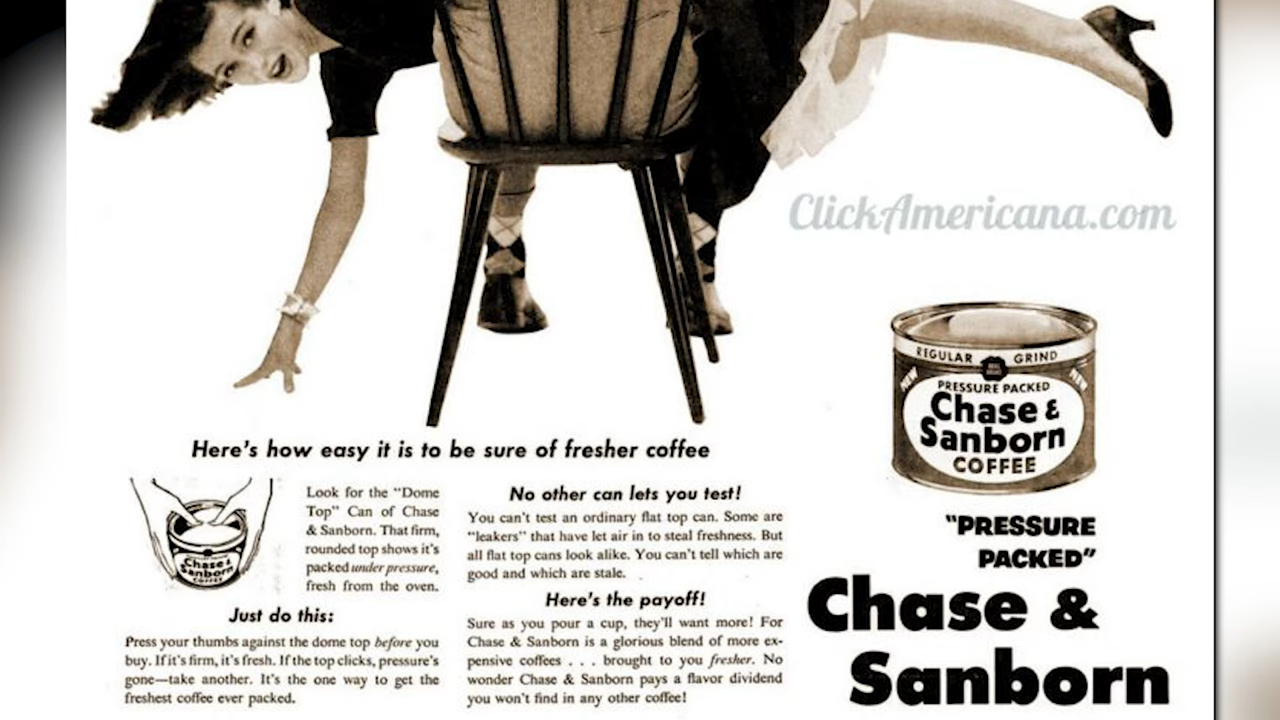 ClickAmericana.com
REGULAR GRIND
NEW NEW
PRESSURE PACKED
Chase &
Sanborn
COFFEE
Here's how easy it is to be sure of fresher coffee
Chase &
Sanborn
COFFEE
Look for the "Dome
Top" Can of Chase
& Sanborn. That firm,
rounded top shows it's
packed under pressure,
fresh from the oven.
Just do this:
Press your thumbs against the dome top before you
buy. If it's firm, it's fresh. If the top clicks, pressure's
gone—take another. It's the one way to get the
freshest coffee ever packed.
No other can lets you test!
You can't test an ordinary flat top can. Some are
"leakers" that have let air in to steal freshness. But
all flat top cans look alike. You can't tell which are
good and which are stale.
Here's the payoff!
Sure as you pour a cup, they'll want more! For
Chase & Sanborn is a glorious blend of more ex-
pensive coffees . . . brought to you fresher. No
wonder Chase & Sanborn pays a flavor dividend
you won't find in any other coffee!
"PRESSURE
PACKED"
Chase &
Sanborn